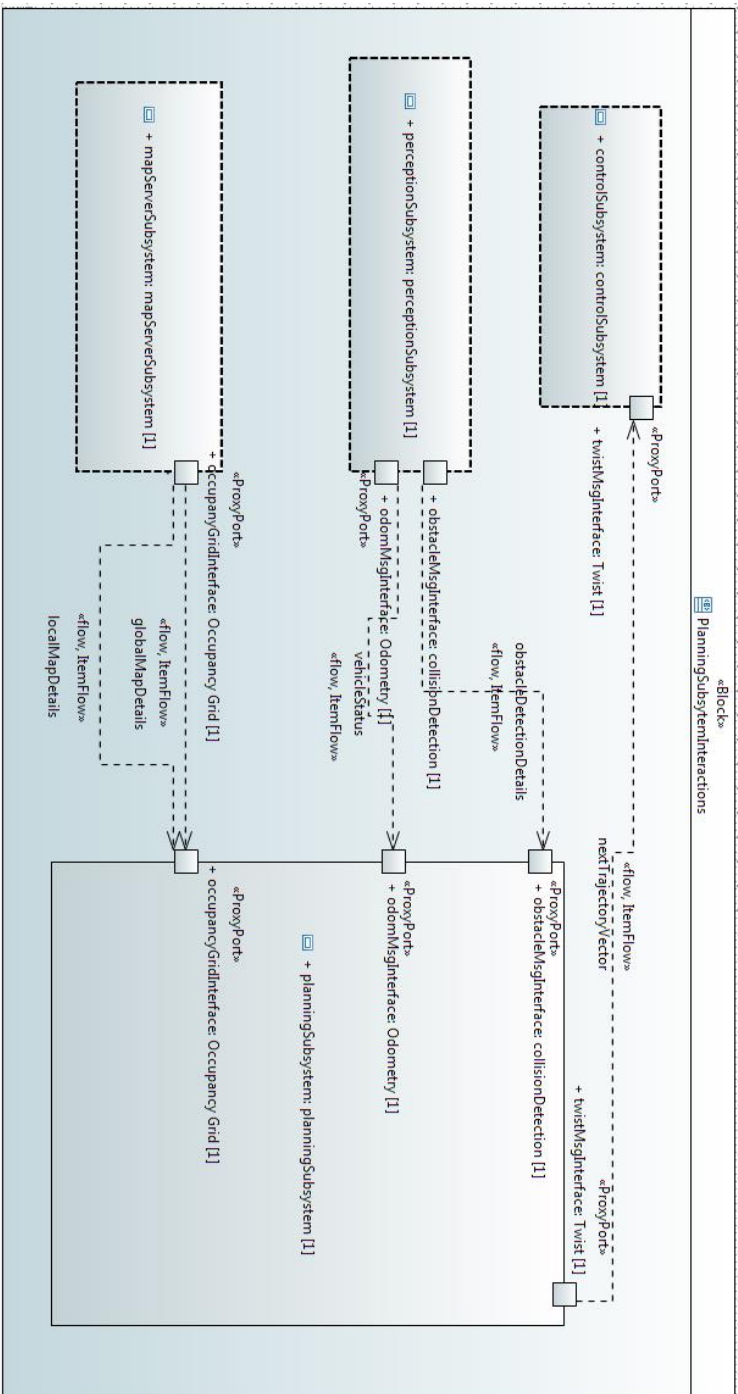 «Block»
PlanningSubsytemInteractions
+ controlSubsystem: controlSubsystem [1]
«ProxyPort»
+ twistMsgInterface: Twist [1]
«flow, ItemFlow»
nextTrajectoryVector
«ProxyPort»
+ twistMsgInterface: Twist [1]
+ perceptionSubsystem: perceptionSubsystem [1]
+ obstacleMsgInterface: collisionDetection [1]
«ProxyPort»
+ odomMsgInterface: Odometry [1]
obstacleDetectionDetails
«flow, ItemFlow»
vehicleStatus
«flow, ItemFlow»
«ProxyPort»
+ obstacleMsgInterface: collisionDetection [1]
«ProxyPort»
+ odomMsgInterface: Odometry [1]
+ planningSubsystem: planningSubsystem [1]
+ mapServerSubsystem: mapServerSubsystem [1]
«ProxyPort»
+ occupanyGridInterface: Occupancy Grid [1]
«flow, ItemFlow»
globalMapDetails
«flow, ItemFlow»
localMapDetails
«ProxyPort»
+ occupancyGridInterface: Occupancy Grid [1]